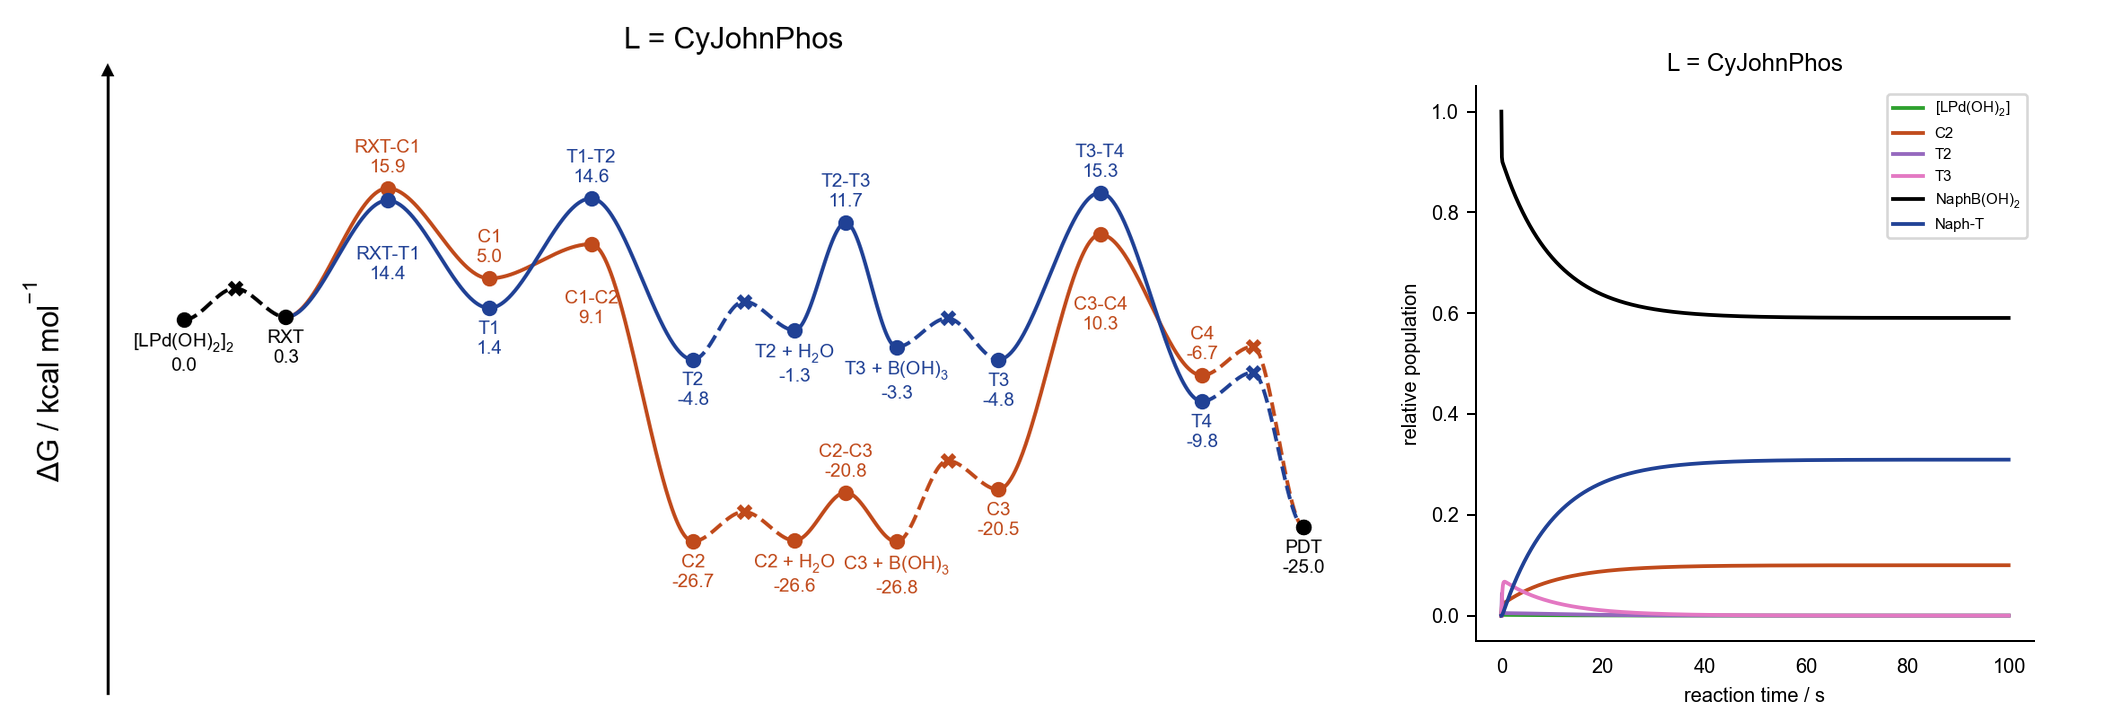 L = CyJohnPhos
ΔG / kcal mol⁻¹
[LPd(OH)₂]₂
0.0
RXT
0.3
RXT-C1
15.9
RXT-T1
14.4
C1
5.0
T1
1.4
T1-T2
14.6
C1-C2
9.1
T2
-4.8
C2
-26.7
T2 + H₂O
-1.3
C2 + H₂O
-26.6
T2-T3
11.7
C2-C3
-20.8
T3 + B(OH)₃
-3.3
C3 + B(OH)₃
-26.8
T3
-4.8
C3
-20.5
T3-T4
15.3
C3-C4
10.3
C4
-6.7
T4
-9.8
PDT
-25.0
L = CyJohnPhos
relative population
1.0
0.8
0.6
0.4
0.2
0.0
[LPd(OH)₂]
C2
T2
T3
NaphB(OH)₂
Naph-T
0 20 40 60 80 100
reaction time / s